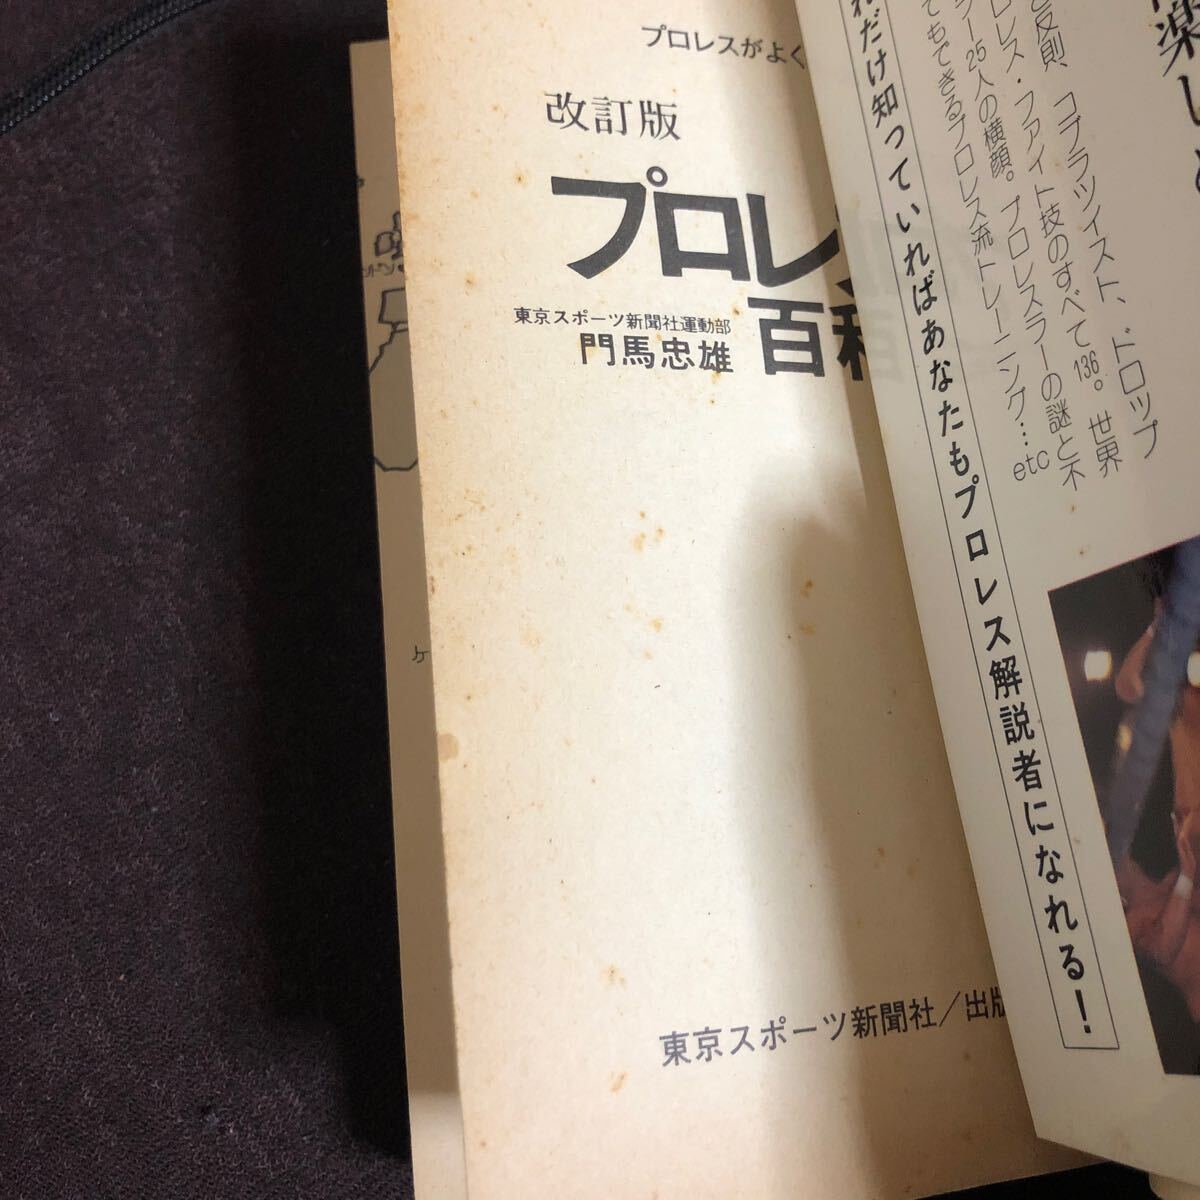 プロレスがよく
改訂版
プロレス
百科
東京スポーツ新聞社運動部
門馬忠雄
東京スポーツ新聞社／出版
楽し
反則、コブラツイスト、ドロップ
レス・ファイト技のすべて136。世界
ラー25人の横顔。プロレスラーの謎と不
でもできるプロレス流トレーニング…etc
れだけ知っていればあなたもプロレス解説者になれる！
ケ